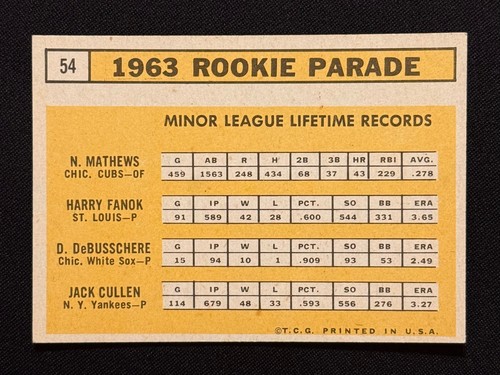 54 1963 ROOKIE PARADE
MINOR LEAGUE LIFETIME RECORDS
N. MATHEWS G AB R H 2B 3B HR RBI AVG.
CHIC. CUBS—OF 459 1563 248 434 68 37 43 229 .278
HARRY FANOK G IP W L PCT. SO BB ERA
ST. LOUIS—P 91 589 42 28 .600 544 331 3.65
D. DeBUSSCHERE G IP W L PCT. SO BB ERA
Chic. White Sox—P 15 94 10 1 .909 93 53 2.49
JACK CULLEN G IP W L PCT. SO BB ERA
N. Y. Yankees—P 114 679 48 33 .593 556 276 3.27
©T.C.G. PRINTED IN U.S.A.